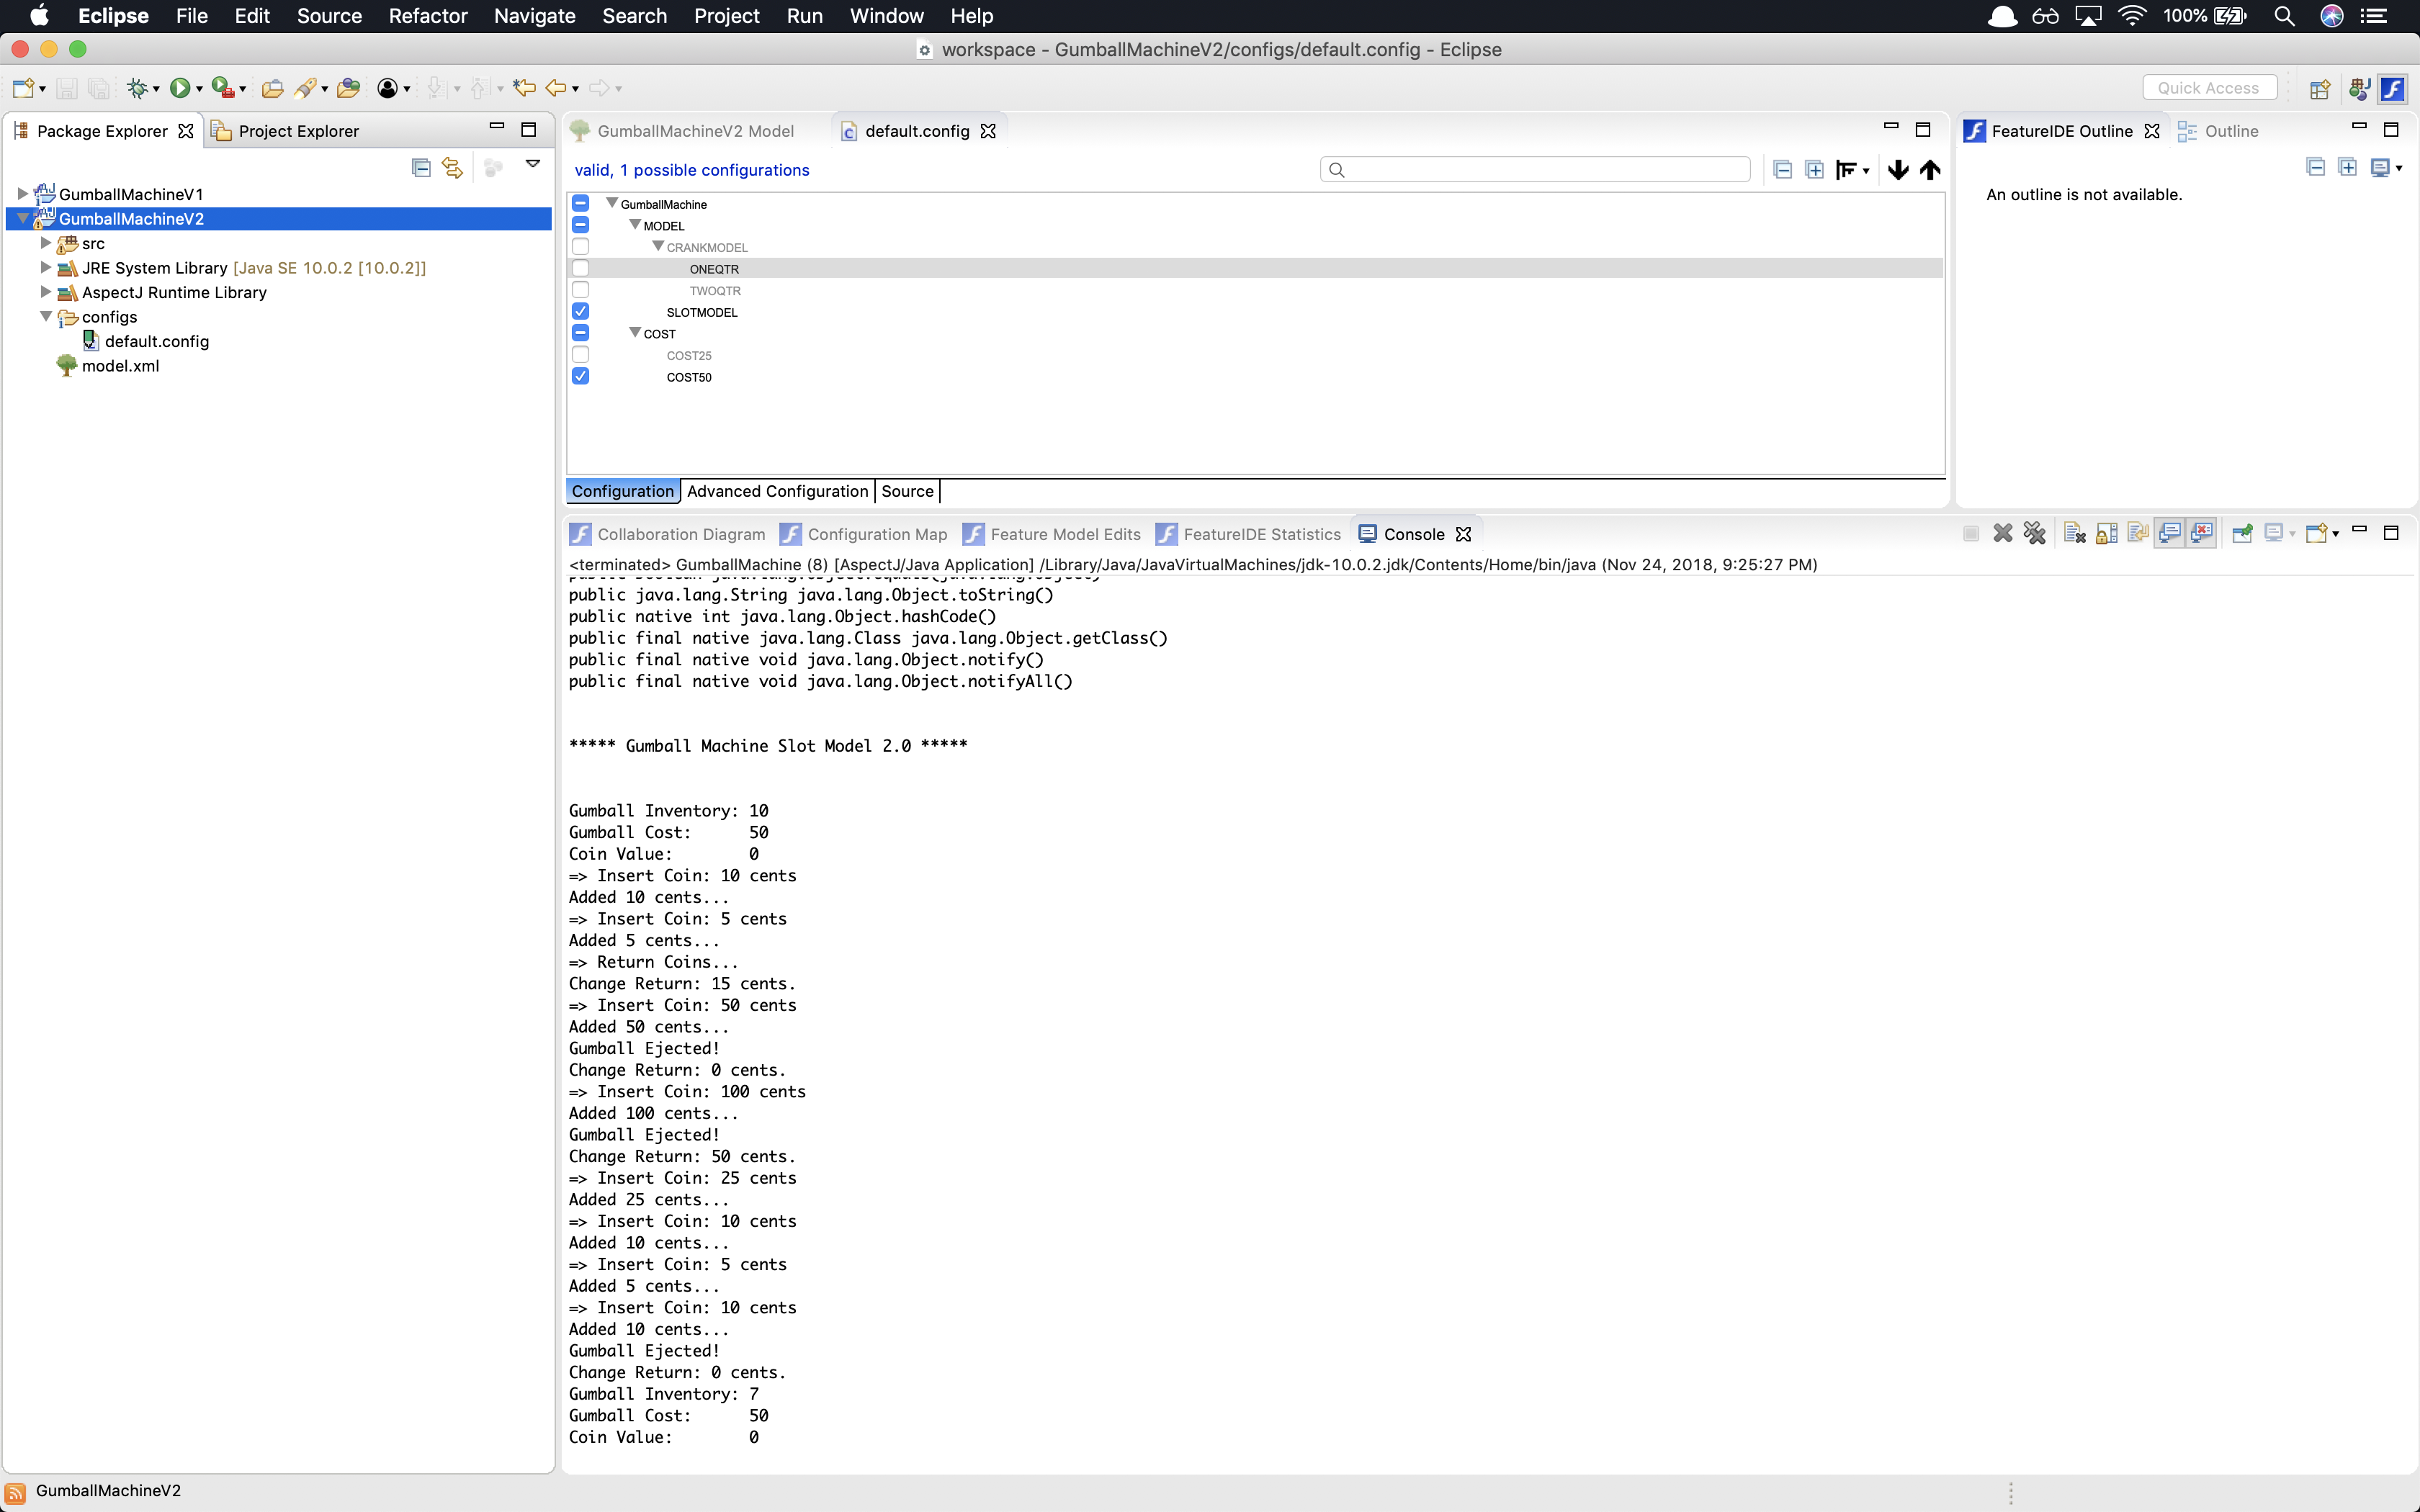 Eclipse File Edit Source Refactor Navigate Search Project Run Window Help 100%
workspace - GumballMachineV2/configs/default.config - Eclipse
Quick Access
Package Explorer Project Explorer
GumballMachineV1
GumballMachineV2
src
JRE System Library [Java SE 10.0.2 [10.0.2]]
AspectJ Runtime Library
configs
default.config
model.xml
GumballMachineV2 Model default.config
valid, 1 possible configurations
GumballMachine
MODEL
CRANKMODEL
ONEQTR
TWOQTR
SLOTMODEL
COST
COST25
COST50
Configuration Advanced Configuration Source
FeatureIDE Outline Outline
An outline is not available.
Collaboration Diagram Configuration Map Feature Model Edits FeatureIDE Statistics Console
<terminated> GumballMachine (8) [AspectJ/Java Application] /Library/Java/JavaVirtualMachines/jdk-10.0.2.jdk/Contents/Home/bin/java (Nov 24, 2018, 9:25:27 PM)
public boolean java.lang.Object.equals(java.lang.Object)
public java.lang.String java.lang.Object.toString()
public native int java.lang.Object.hashCode()
public final native java.lang.Class java.lang.Object.getClass()
public final native void java.lang.Object.notify()
public final native void java.lang.Object.notifyAll()
***** Gumball Machine Slot Model 2.0 *****
Gumball Inventory: 10
Gumball Cost: 50
Coin Value: 0
=> Insert Coin: 10 cents
Added 10 cents...
=> Insert Coin: 5 cents
Added 5 cents...
=> Return Coins...
Change Return: 15 cents.
=> Insert Coin: 50 cents
Added 50 cents...
Gumball Ejected!
Change Return: 0 cents.
=> Insert Coin: 100 cents
Added 100 cents...
Gumball Ejected!
Change Return: 50 cents.
=> Insert Coin: 25 cents
Added 25 cents...
=> Insert Coin: 10 cents
Added 10 cents...
=> Insert Coin: 5 cents
Added 5 cents...
=> Insert Coin: 10 cents
Added 10 cents...
Gumball Ejected!
Change Return: 0 cents.
Gumball Inventory: 7
Gumball Cost: 50
Coin Value: 0
GumballMachineV2